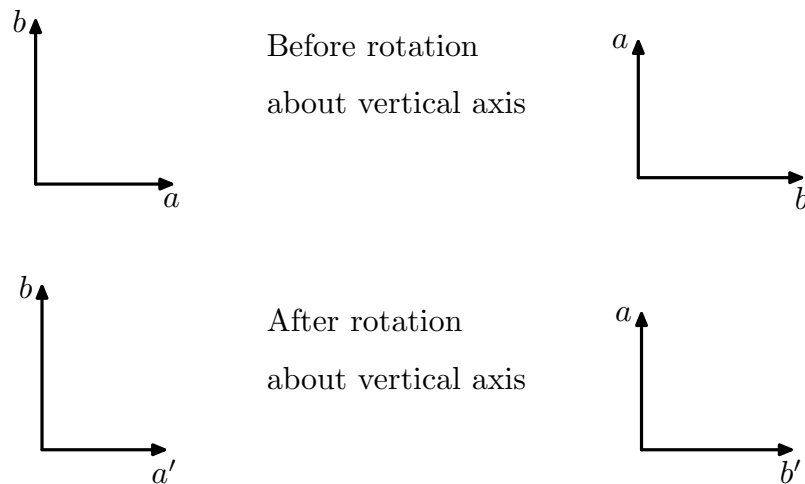 b
Before rotation
a
about vertical axis
a
b
b
After rotation
a
about vertical axis
a′
b′